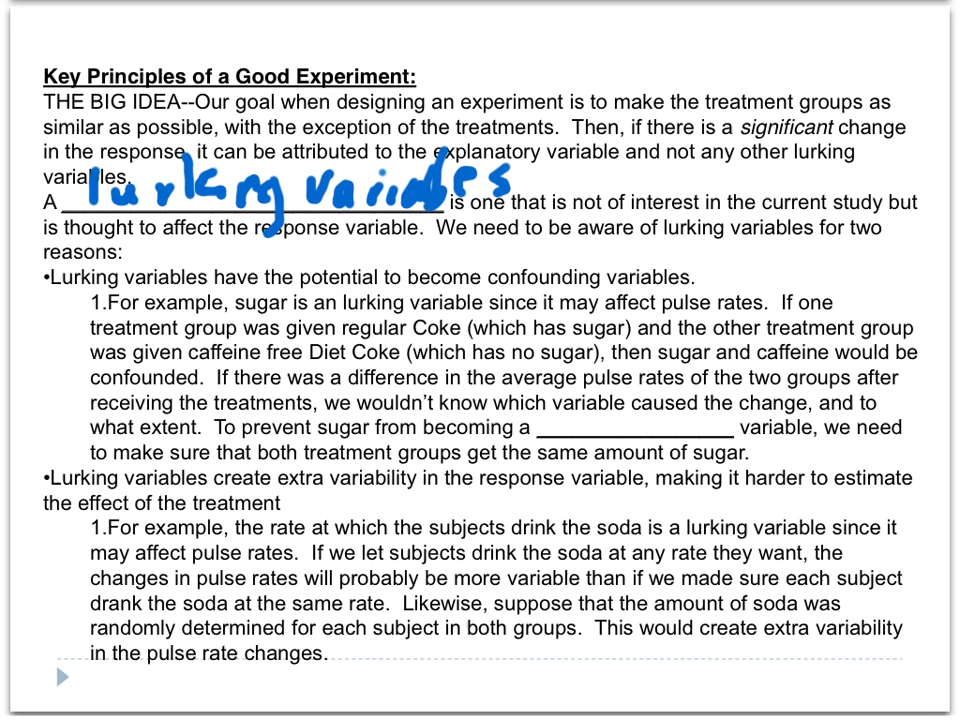 Key Principles of a Good Experiment:
THE BIG IDEA--Our goal when designing an experiment is to make the treatment groups as
similar as possible, with the exception of the treatments. Then, if there is a significant change
in the response, it can be attributed to the explanatory variable and not any other lurking
variables.
lurking variables
A ______________________________ is one that is not of interest in the current study but
is thought to affect the response variable. We need to be aware of lurking variables for two
reasons:
•Lurking variables have the potential to become confounding variables.
1.For example, sugar is an lurking variable since it may affect pulse rates. If one
treatment group was given regular Coke (which has sugar) and the other treatment group
was given caffeine free Diet Coke (which has no sugar), then sugar and caffeine would be
confounded. If there was a difference in the average pulse rates of the two groups after
receiving the treatments, we wouldn’t know which variable caused the change, and to
what extent. To prevent sugar from becoming a ________________ variable, we need
to make sure that both treatment groups get the same amount of sugar.
•Lurking variables create extra variability in the response variable, making it harder to estimate
the effect of the treatment
1.For example, the rate at which the subjects drink the soda is a lurking variable since it
may affect pulse rates. If we let subjects drink the soda at any rate they want, the
changes in pulse rates will probably be more variable than if we made sure each subject
drank the soda at the same rate. Likewise, suppose that the amount of soda was
randomly determined for each subject in both groups. This would create extra variability
in the pulse rate changes.